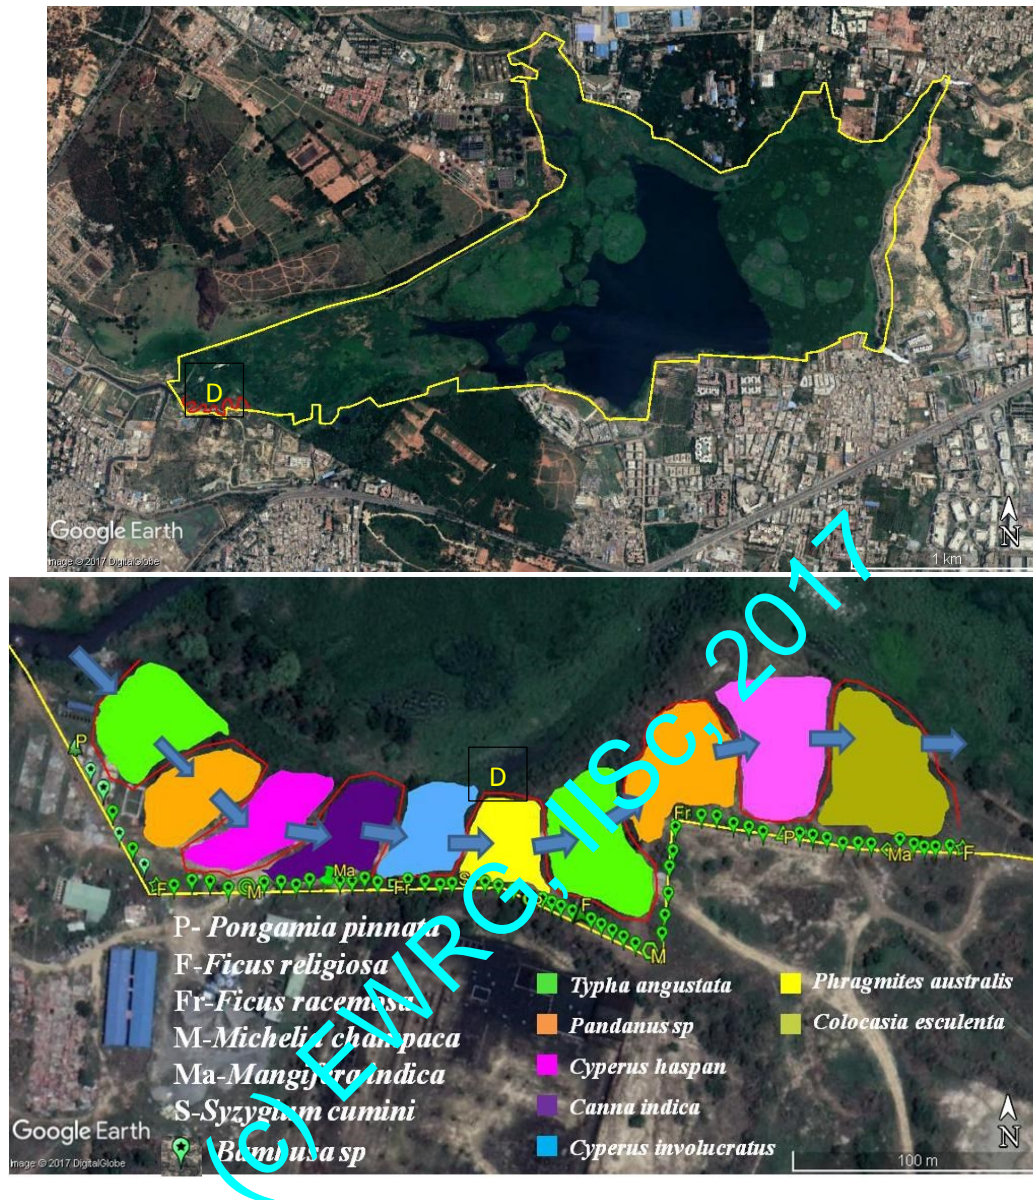 D
Google Earth
Image © 2017 DigitalGlobe
1 km
N
D
P
F
M
Ma
Fr
S
F
M
Fr
P
Ma
F
P- Pongamia pinnata
F-Ficus religiosa
Fr-Ficus racemosa
M-Michelia champaca
Ma-Mangifera indica
S-Syzygium cumini
Bambusa sp
Typha angustata
Pandanus sp
Cyperus haspan
Canna indica
Cyperus involucratus
Phragmites australis
Colocasia esculenta
Google Earth
Image © 2017 DigitalGlobe
100 m
N
(c) EWRG, IISc, 2017